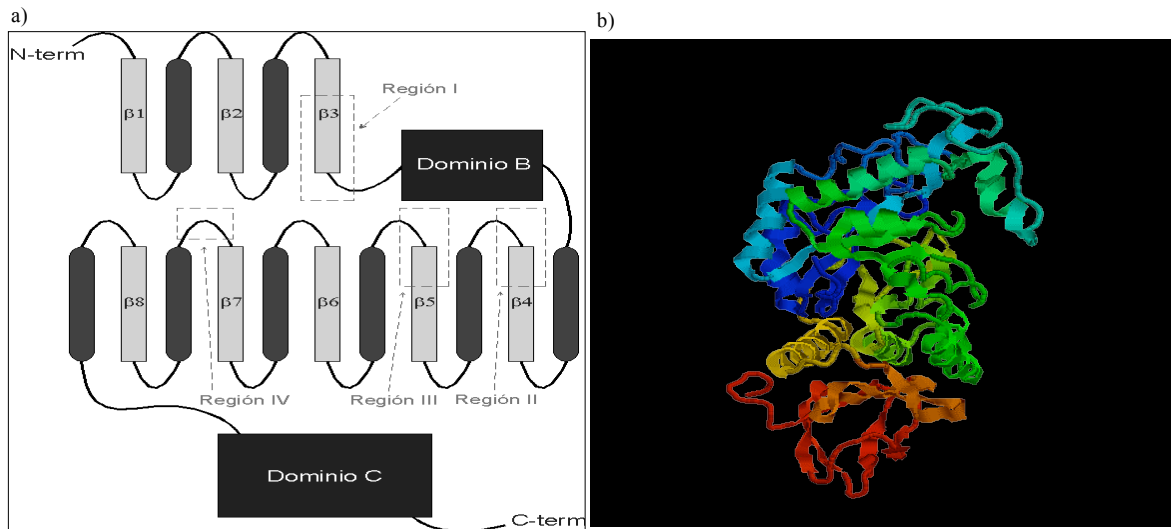 a)
b)
N-term
β1
β2
β3
Región I
Dominio B
β8
β7
β6
β5
β4
Región IV
Región III
Región II
Dominio C
C-term